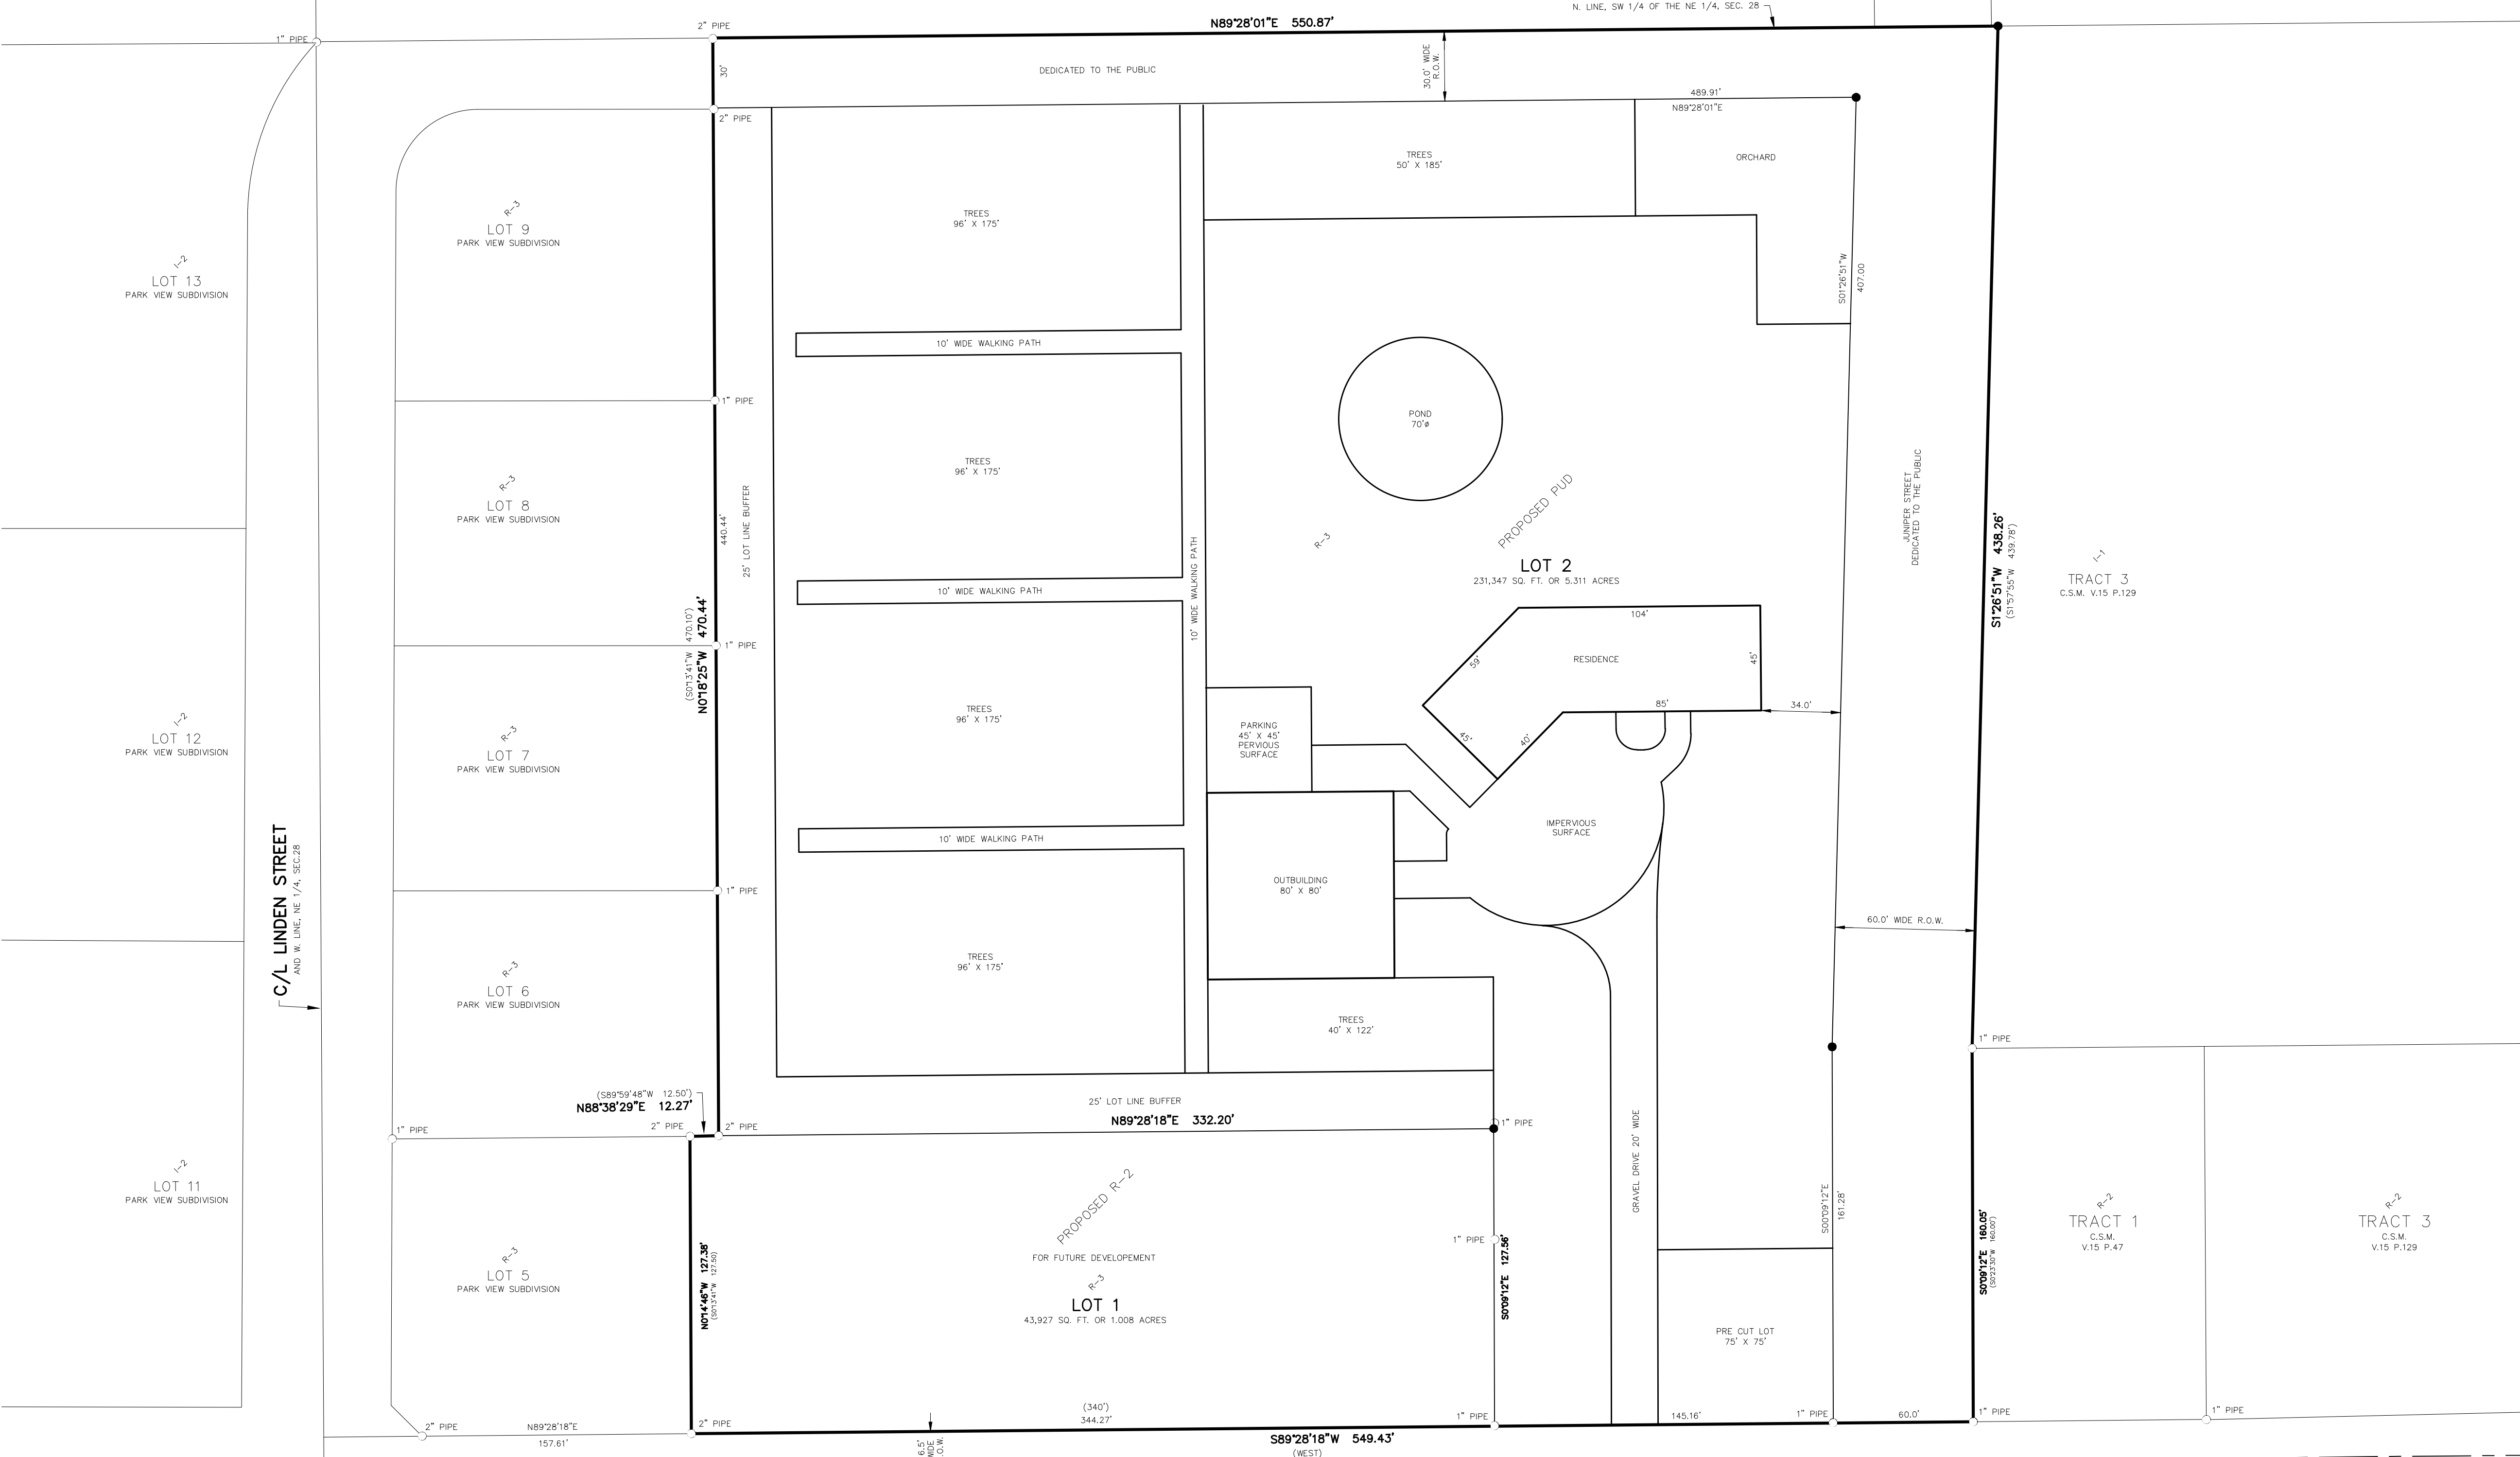 N. LINE, SW 1/4 OF THE NE 1/4, SEC. 28
N89°28'01"E 550.87'
2" PIPE
1" PIPE
30'
DEDICATED TO THE PUBLIC
30.0' WIDE
R.O.W.
489.91'
N89°28'01"E
2" PIPE
TREES
50' X 185'
ORCHARD
R-3
LOT 9
PARK VIEW SUBDIVISION
TREES
96' X 175'
I-2
LOT 13
PARK VIEW SUBDIVISION
S01°26'51"W
407.00
10' WIDE WALKING PATH
1" PIPE
POND
70'ø
R-3
LOT 8
PARK VIEW SUBDIVISION
440.44'
25' LOT LINE BUFFER
TREES
96' X 175'
10' WIDE WALKING PATH
R-3
PROPOSED PUD
LOT 2
231,347 SQ. FT. OR 5.311 ACRES
JUNIPER STREET
DEDICATED TO THE PUBLIC
S1°26'51"W 438.26'
(S1°57'55"W 439.78')
I-1
TRACT 3
C.S.M. V.15 P.129
10' WIDE WALKING PATH
(S0°13'41"W 470.10')
N0°18'25"W 470.44'
1" PIPE
104'
59'
RESIDENCE
45'
85'
34.0'
45'
40'
R-3
LOT 7
PARK VIEW SUBDIVISION
TREES
96' X 175'
PARKING
45' X 45'
PERVIOUS
SURFACE
I-2
LOT 12
PARK VIEW SUBDIVISION
10' WIDE WALKING PATH
IMPERVIOUS
SURFACE
C/L LINDEN STREET
AND W. LINE, NE 1/4, SEC.28
1" PIPE
OUTBUILDING
80' X 80'
60.0' WIDE R.O.W.
R-3
LOT 6
PARK VIEW SUBDIVISION
TREES
96' X 175'
TREES
40' X 122'
1" PIPE
(S89°59'48"W 12.50')
N88°38'29"E 12.27'
25' LOT LINE BUFFER
N89°28'18"E 332.20'
1" PIPE
2" PIPE
2" PIPE
1" PIPE
GRAVEL DRIVE 20' WIDE
I-2
LOT 11
PARK VIEW SUBDIVISION
R-3
LOT 5
PARK VIEW SUBDIVISION
N0°14'46"W 127.38'
(S0°13'41"W 127.50)
PROPOSED R-2
FOR FUTURE DEVELOPEMENT
R-3
LOT 1
43,927 SQ. FT. OR 1.008 ACRES
1" PIPE
S0°09'12"E 127.56'
S00°09'12"E
161.28'
S0°09'12"E 160.05'
(S0°23'30"W 160.00')
R-2
TRACT 1
C.S.M.
V.15 P.47
R-2
TRACT 3
C.S.M.
V.15 P.129
PRE CUT LOT
75' X 75'
2" PIPE
N89°28'18"E
157.61'
2" PIPE
(340')
344.27'
1" PIPE
145.16'
1" PIPE
60.0'
1" PIPE
1" PIPE
6.5'
S89°28'18"W 549.43'
(WEST)